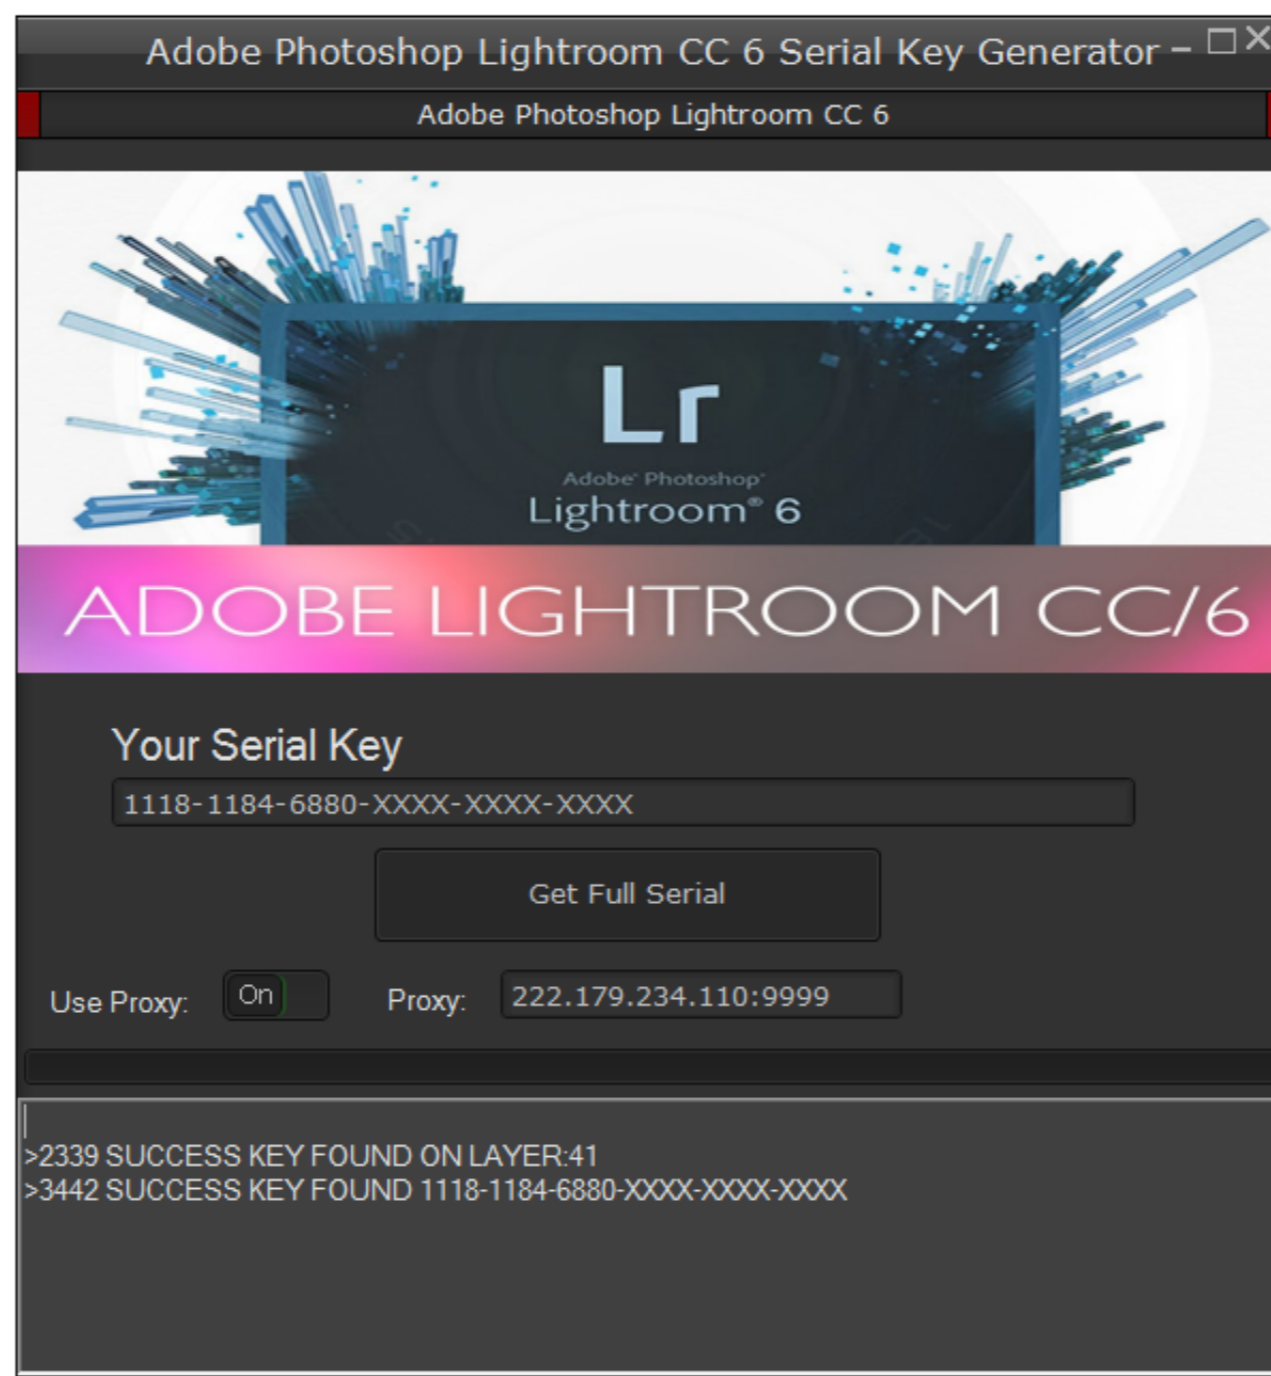 Adobe Photoshop Lightroom CC 6 Serial Key Generator
Adobe Photoshop Lightroom CC 6
Lr
Adobe® Photoshop®
Lightroom® 6
ADOBE LIGHTROOM CC/6
Your Serial Key
1118-1184-6880-XXXX-XXXX-XXXX
Get Full Serial
Use Proxy: On Proxy: 222.179.234.110:9999
>2339 SUCCESS KEY FOUND ON LAYER:41
>3442 SUCCESS KEY FOUND 1118-1184-6880-XXXX-XXXX-XXXX